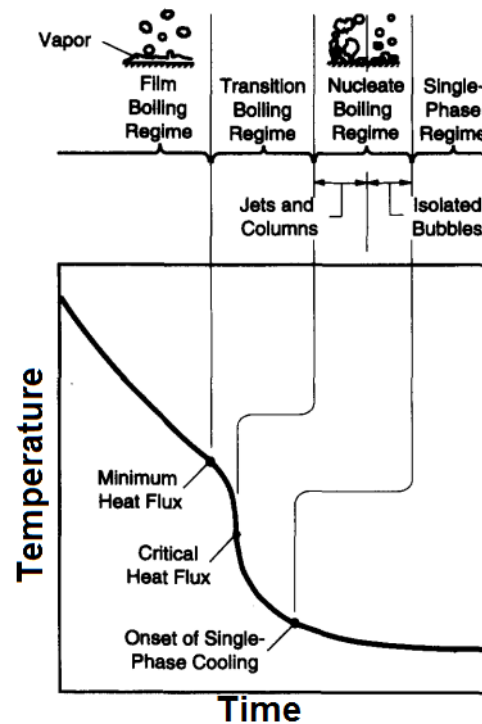 Vapor
Film
Boiling
Regime
Transition
Boiling
Regime
Nucleate
Boiling
Regime
Single-
Phase
Regime
Jets and
Columns
Isolated
Bubbles
Minimum
Heat Flux
Critical
Heat Flux
Onset of Single-
Phase Cooling
Temperature
Time